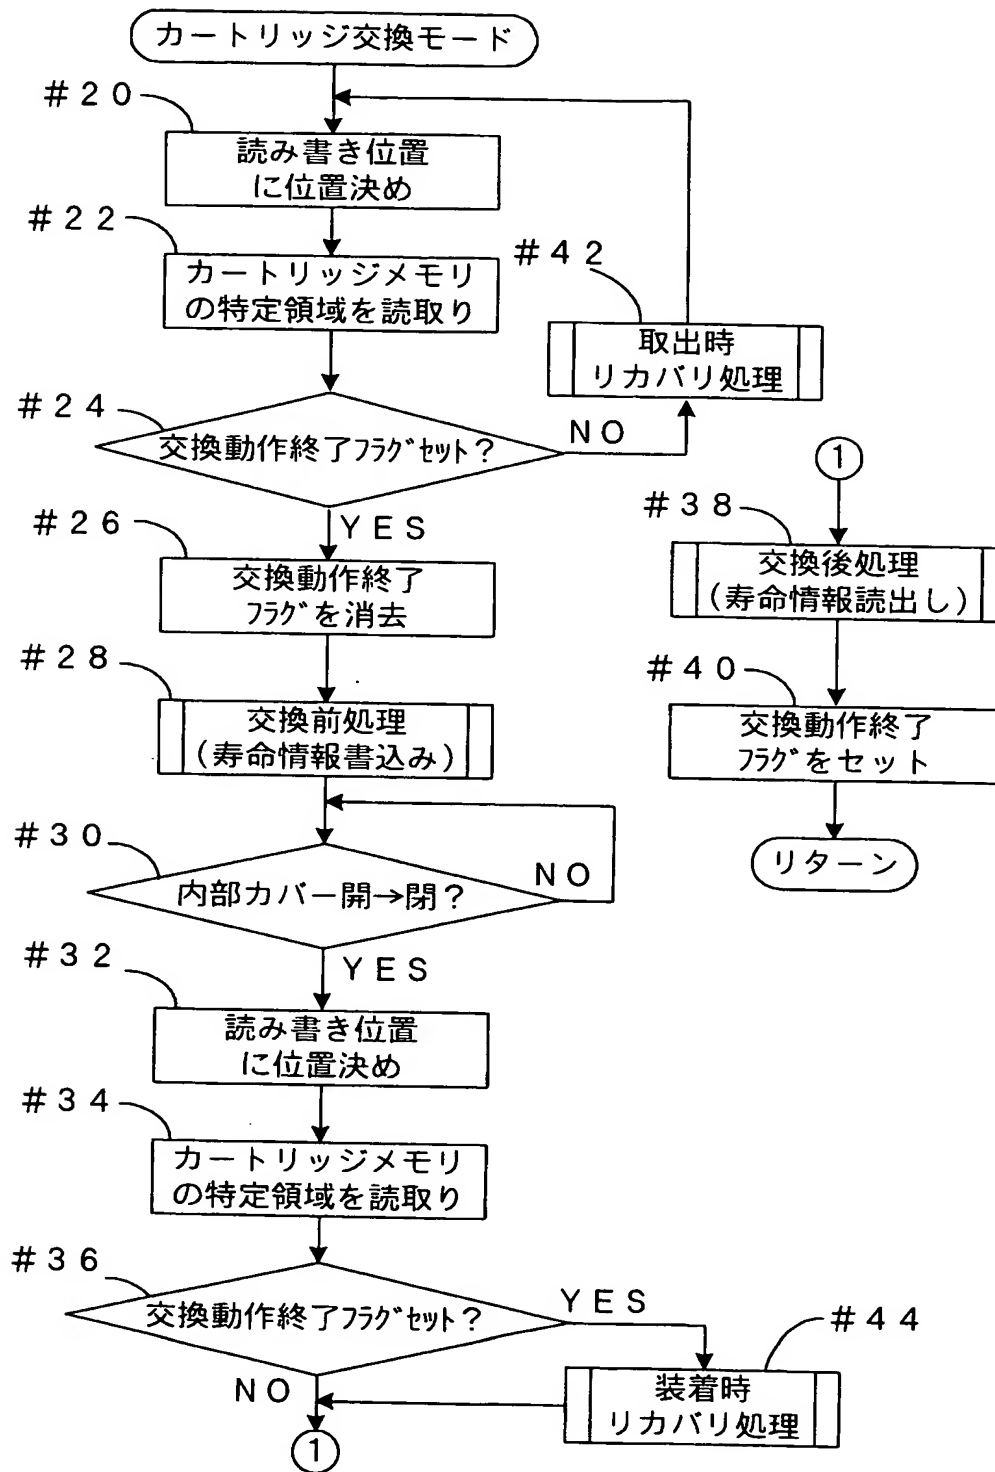 カートリッジ交換モード
#20
読み書き位置
に位置決め
#22
カートリッジメモリ
の特定領域を読取り
#42
取出時
リカバリ処理
#24
交換動作終了フラグセット?
NO
YES
#26
交換動作終了
フラグを消去
#28
交換前処理
(寿命情報書込み)
#30
内部カバー開→閉?
NO
YES
#32
読み書き位置
に位置決め
#34
カートリッジメモリ
の特定領域を読取り
#36
交換動作終了フラグセット?
YES
NO
#44
装着時
リカバリ処理
1
1
#38
交換後処理
(寿命情報読出し)
#40
交換動作終了
フラグをセット
リターン